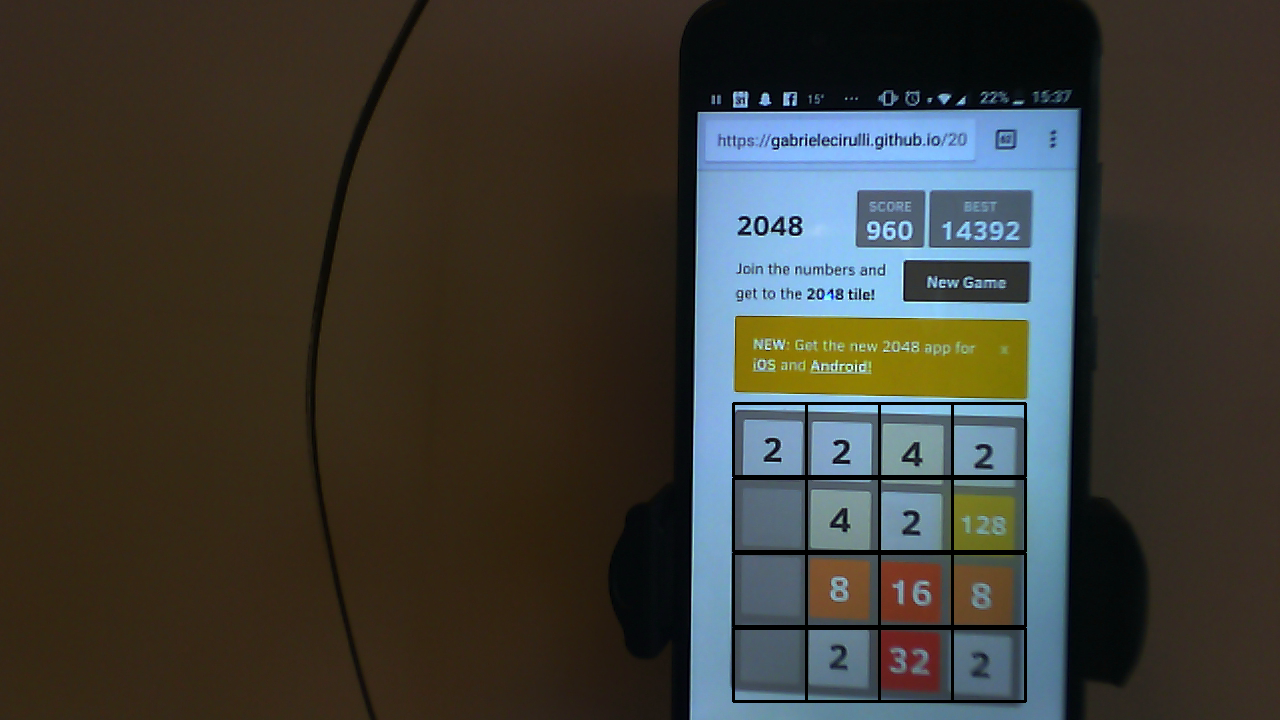 31 15° ... 22% 15:37
https://gabrielecirulli.github.io/20
2048
SCORE
960
BEST
14392
Join the numbers and
get to the 2048 tile!
New Game
NEW: Get the new 2048 app for
iOS and Android!
x
2 2 4 2
4 2 128
8 16 8
2 32 2